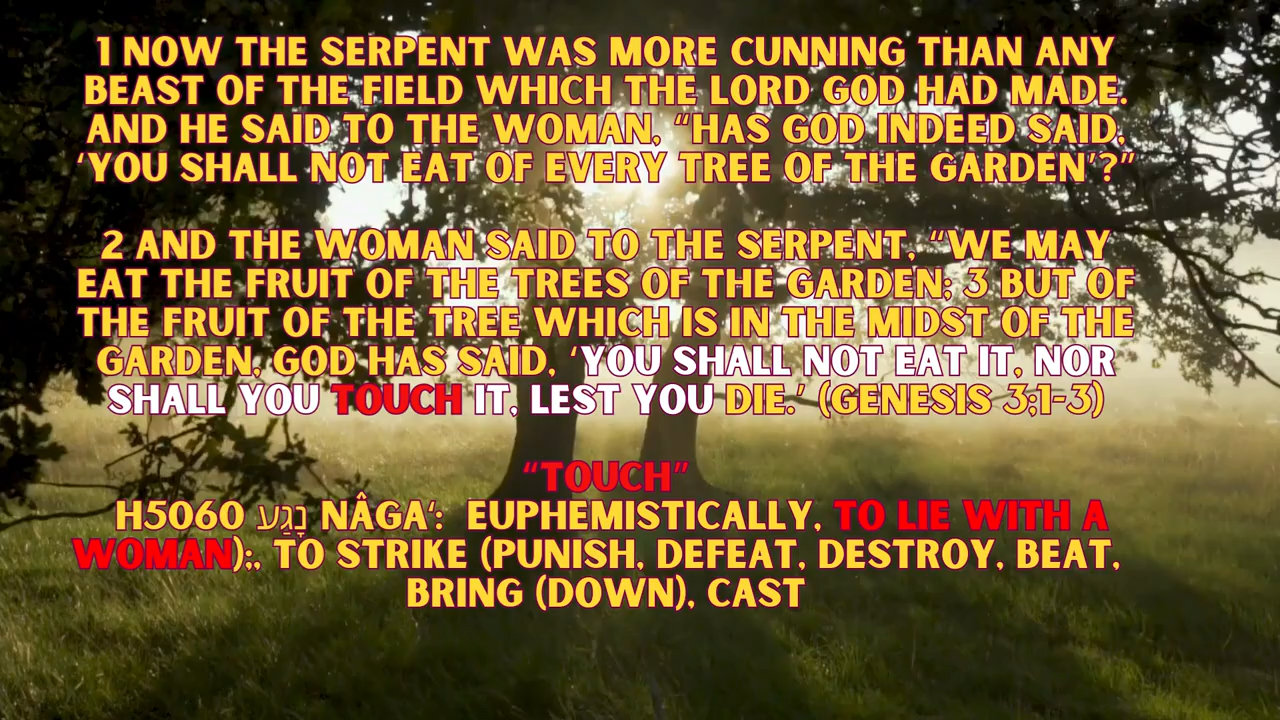 1 NOW THE SERPENT WAS MORE CUNNING THAN ANY
BEAST OF THE FIELD WHICH THE LORD GOD HAD MADE.
AND HE SAID TO THE WOMAN, “HAS GOD INDEED SAID,
‘YOU SHALL NOT EAT OF EVERY TREE OF THE GARDEN’?”
2 AND THE WOMAN SAID TO THE SERPENT, “WE MAY
EAT THE FRUIT OF THE TREES OF THE GARDEN; 3 BUT OF
THE FRUIT OF THE TREE WHICH IS IN THE MIDST OF THE
GARDEN, GOD HAS SAID, ‘YOU SHALL NOT EAT IT, NOR
SHALL YOU TOUCH IT, LEST YOU DIE.’ (GENESIS 3;1-3)
“TOUCH”
H5060 נָגַע NÂGA‘: EUPHEMISTICALLY, TO LIE WITH A
WOMAN);, TO STRIKE (PUNISH, DEFEAT, DESTROY, BEAT,
BRING (DOWN), CAST